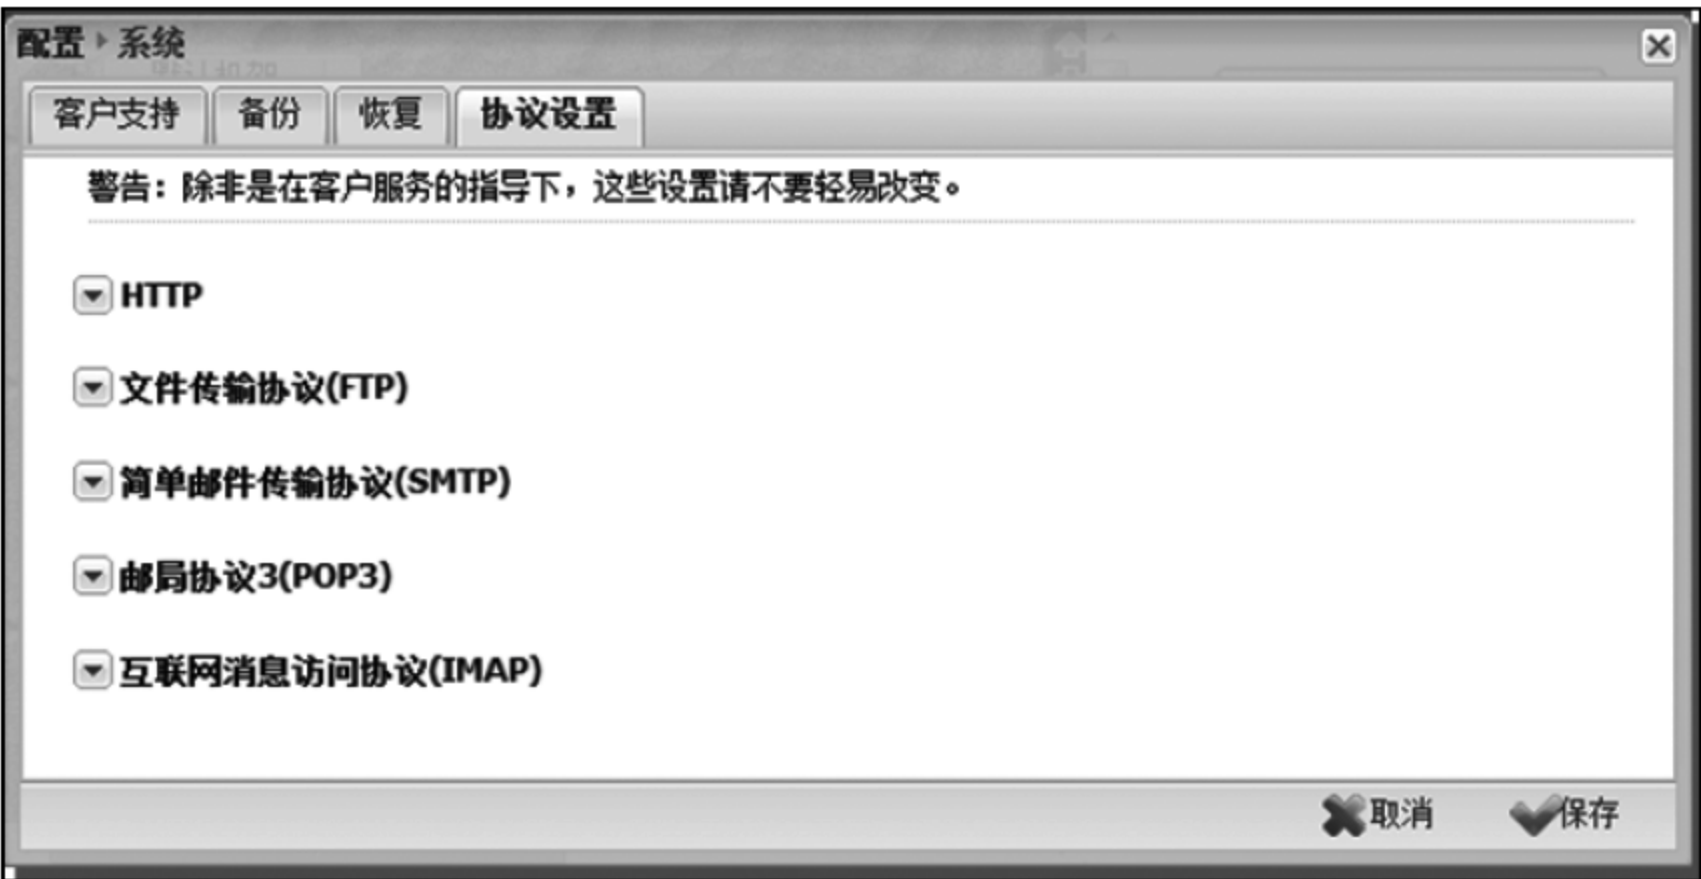 配置 系统
客户支持 备份 恢复 协议设置
警告：除非是在客户服务的指导下，这些设置请不要轻易改变。
HTTP
文件传输协议(FTP)
简单邮件传输协议(SMTP)
邮局协议3(POP3)
互联网消息访问协议(IMAP)
取消 保存